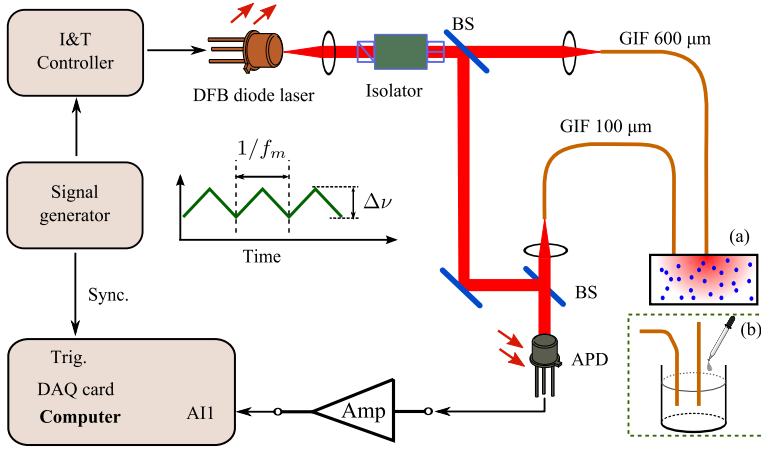 I&T
Controller
DFB diode laser
Isolator
BS
GIF 600 μm
GIF 100 μm
1/fm
Δν
Time
Signal
generator
Sync.
(a)
BS
(b)
APD
Trig.
DAQ card
Computer
AI1
Amp